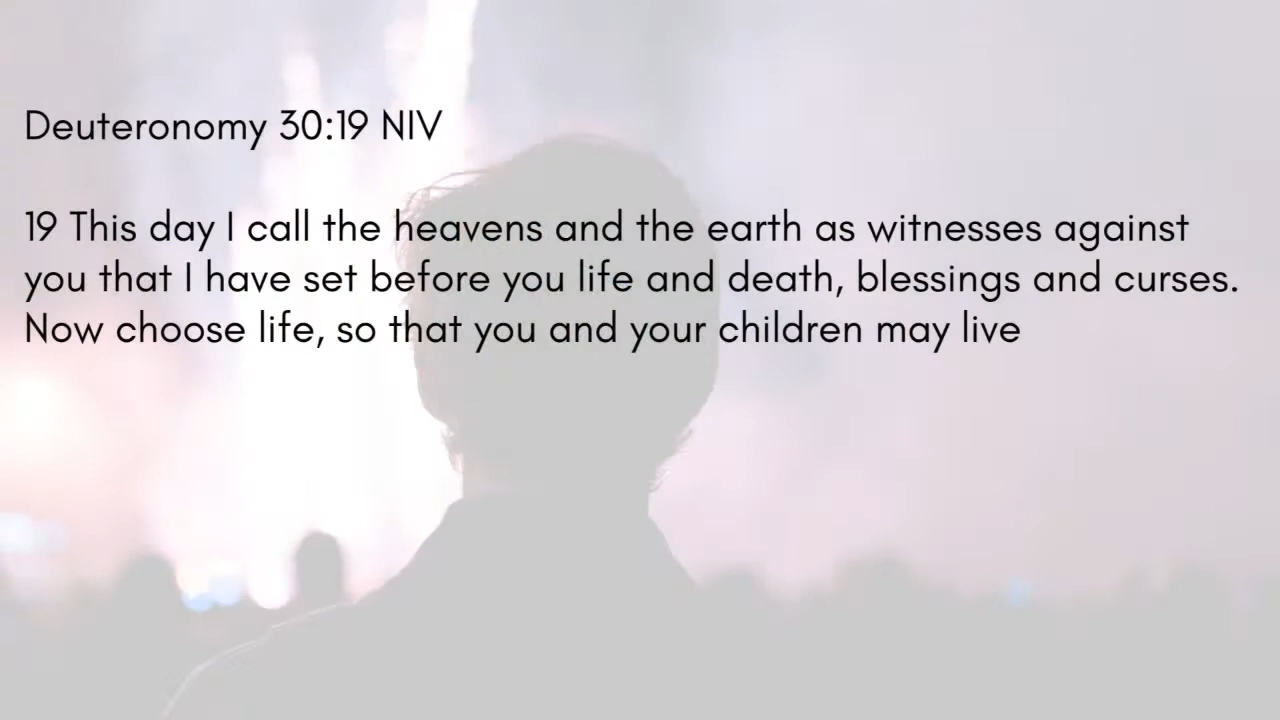 Deuteronomy 30:19 NIV
19 This day I call the heavens and the earth as witnesses against
you that I have set before you life and death, blessings and curses.
Now choose life, so that you and your children may live